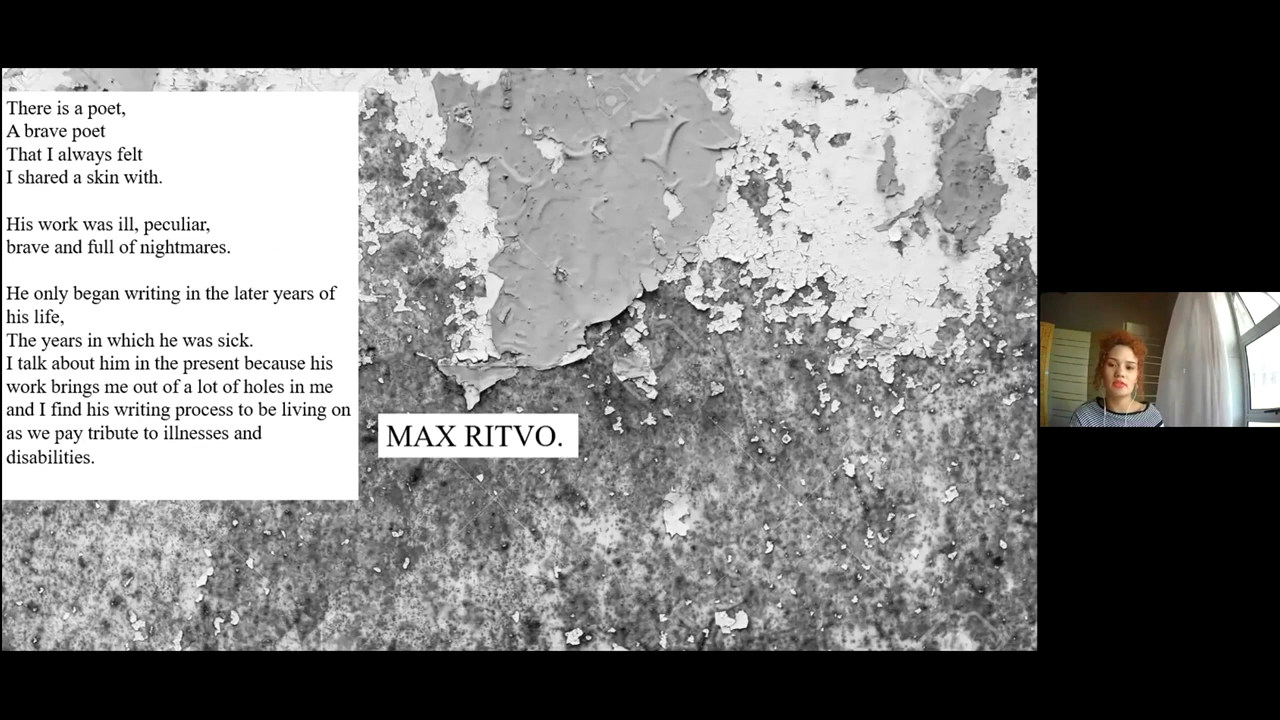 There is a poet,
A brave poet
That I always felt
I shared a skin with.
His work was ill, peculiar,
brave and full of nightmares.
He only began writing in the later years of
his life,
The years in which he was sick.
I talk about him in the present because his
work brings me out of a lot of holes in me
and I find his writing process to be living on
as we pay tribute to illnesses and
disabilities.
MAX RITVO.